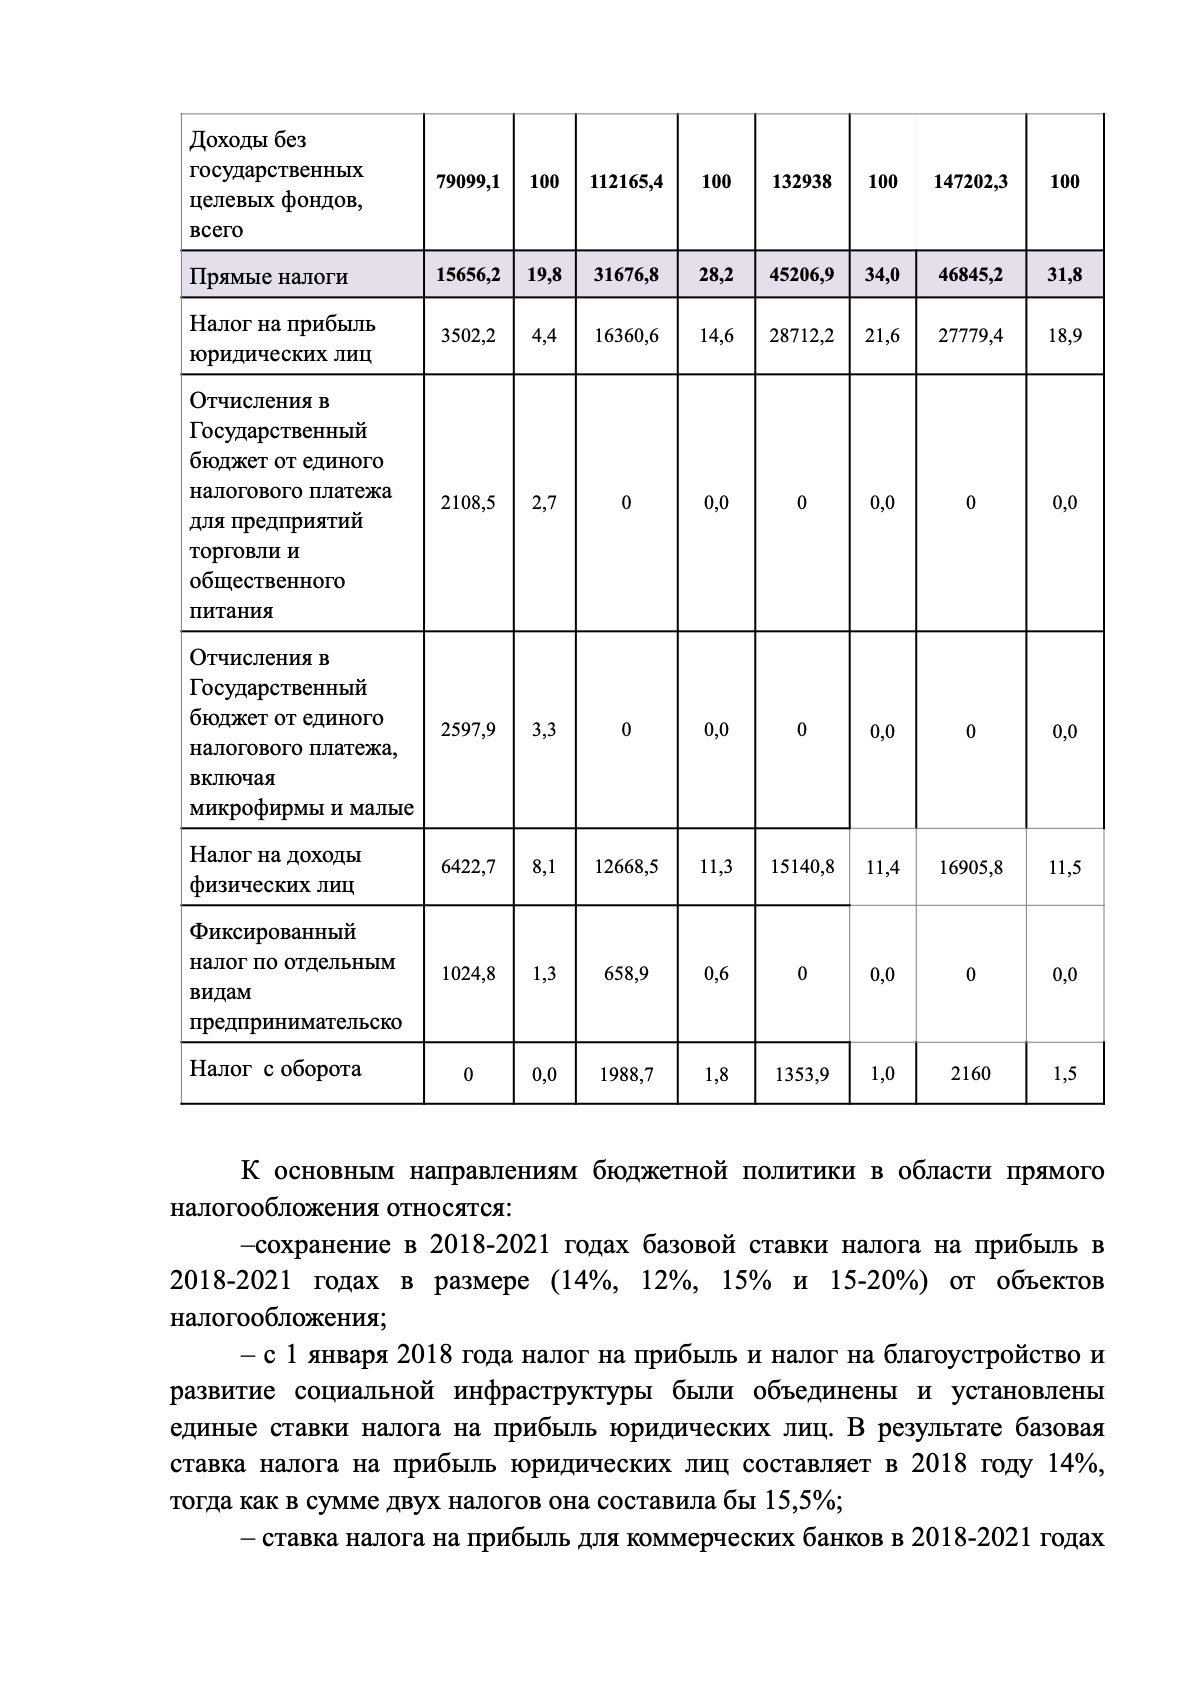 Доходы без
государственных
целевых фондов,
всего
79099,1 100 112165,4 100 132938 100 147202,3 100
Прямые налоги 15656,2 19,8 31676,8 28,2 45206,9 34,0 46845,2 31,8
Налог на прибыль
юридических лиц
3502,2 4,4 16360,6 14,6 28712,2 21,6 27779,4 18,9
Отчисления в
Государственный
бюджет от единого
налогового платежа
для предприятий
торговли и
общественного
питания
2108,5 2,7 0 0,0 0 0,0 0 0,0
Отчисления в
Государственный
бюджет от единого
налогового платежа,
включая
микрофирмы и малые
2597,9 3,3 0 0,0 0 0,0 0 0,0
Налог на доходы
физических лиц
6422,7 8,1 12668,5 11,3 15140,8 11,4 16905,8 11,5
Фиксированный
налог по отдельным
видам
предпринимательско
1024,8 1,3 658,9 0,6 0 0,0 0 0,0
Налог с оборота 0 0,0 1988,7 1,8 1353,9 1,0 2160 1,5
К основным направлениям бюджетной политики в области прямого
налогообложения относятся:
–сохранение в 2018-2021 годах базовой ставки налога на прибыль в
2018-2021 годах в размере (14%, 12%, 15% и 15-20%) от объектов
налогообложения;
– с 1 января 2018 года налог на прибыль и налог на благоустройство и
развитие социальной инфраструктуры были объединены и установлены
единые ставки налога на прибыль юридических лиц. В результате базовая
ставка налога на прибыль юридических лиц составляет в 2018 году 14%,
тогда как в сумме двух налогов она составила бы 15,5%;
– ставка налога на прибыль для коммерческих банков в 2018-2021 годах